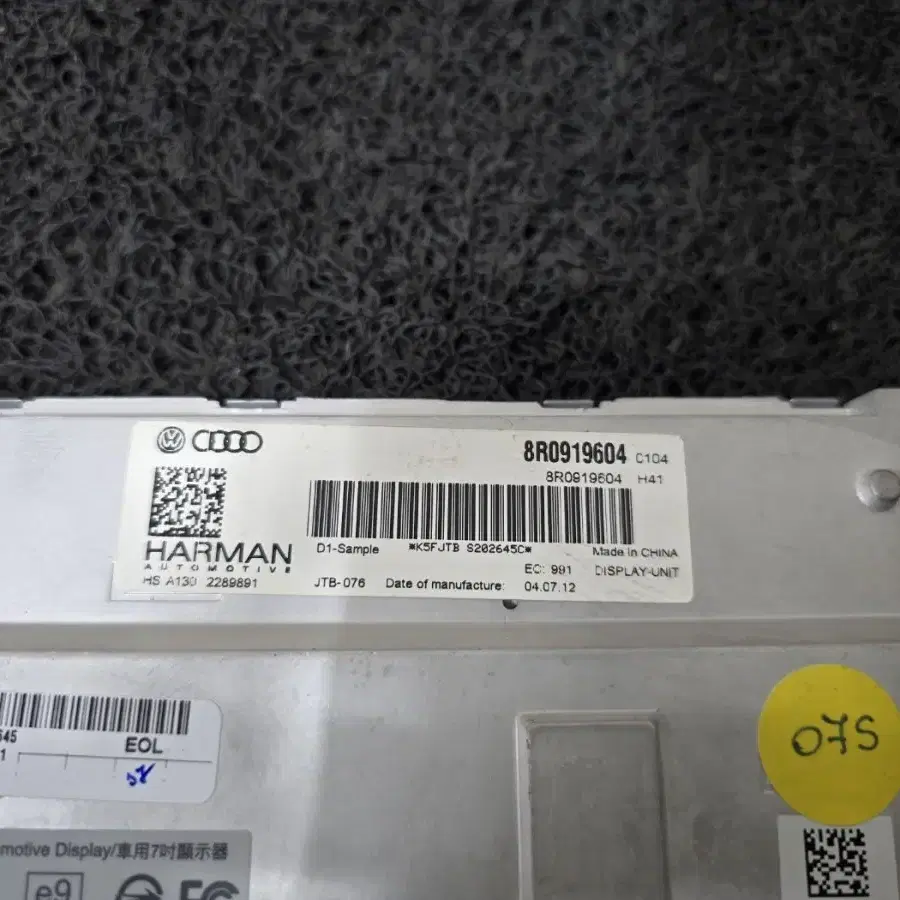 8R0919604 C104
8R0919604 H41
HARMAN
AUTOMOTIVE
HS A130 2289891
D1-Sample *K5FJTB S202645C* Made in CHINA
EC: 991 DISPLAY-UNIT
JTB-076 Date of manufacture: 04.07.12
645
1 EOL
07S
motive Display/車用7吋顯示器
e9 FC